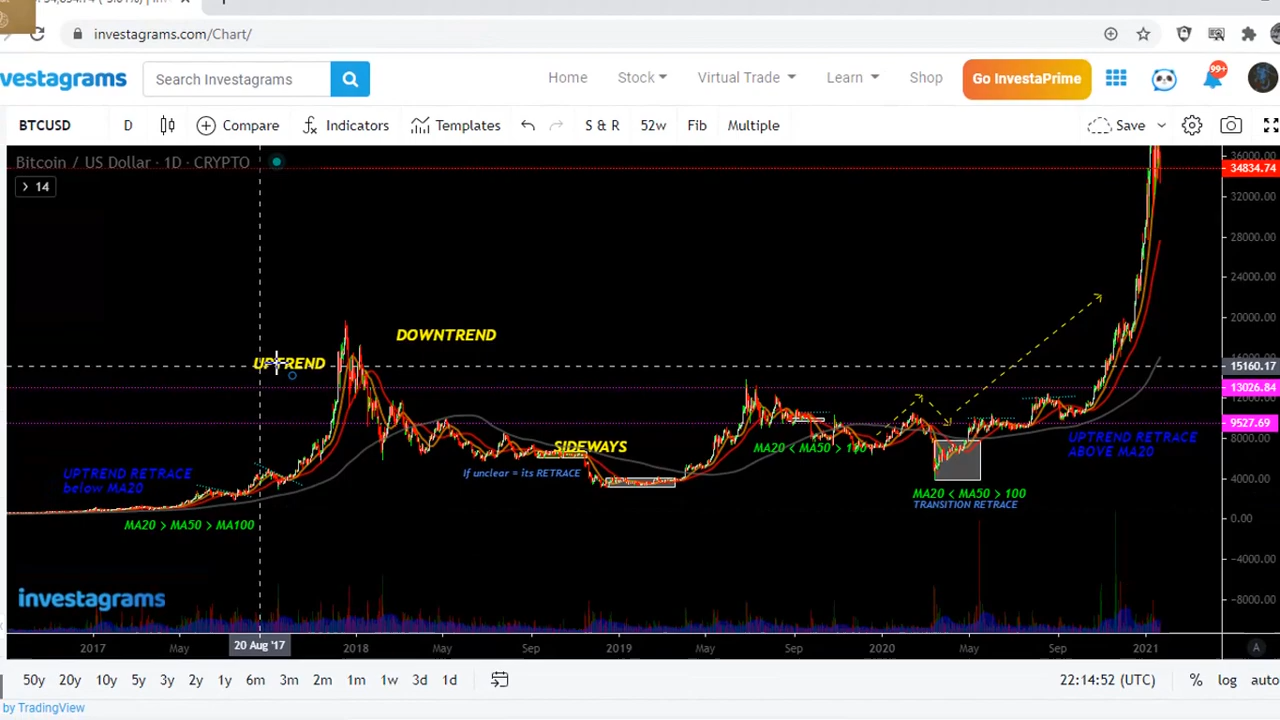 investagrams.com/Chart/
vestagrams
Search Investagrams
Home
Stock
Virtual Trade
Learn
Shop
Go InvestaPrime
99+
BTCUSD
D
Compare
Indicators
Templates
S & R
52w
Fib
Multiple
Save
Bitcoin / US Dollar · 1D · CRYPTO
14
36000.00
34834.74
32000.00
28000.00
24000.00
20000.00
15160.17
13026.84
12000.00
9527.69
8000.00
4000.00
0.00
−4000.00
−8000.00
UPTREND
DOWNTREND
SIDEWAYS
If unclear = its RETRACE
UPTREND RETRACE
below MA20
MA20 > MA50 > MA100
MA20 < MA50 > 100
MA20 < MA50 > 100
TRANSITION RETRACE
UPTREND RETRACE
ABOVE MA20
investagrams
2017
May
20 Aug '17
2018
May
Sep
2019
May
Sep
2020
May
Sep
2021
A
50y
20y
10y
5y
3y
2y
1y
6m
3m
2m
1m
1w
3d
1d
22:14:52 (UTC)
%
log
auto
by TradingView